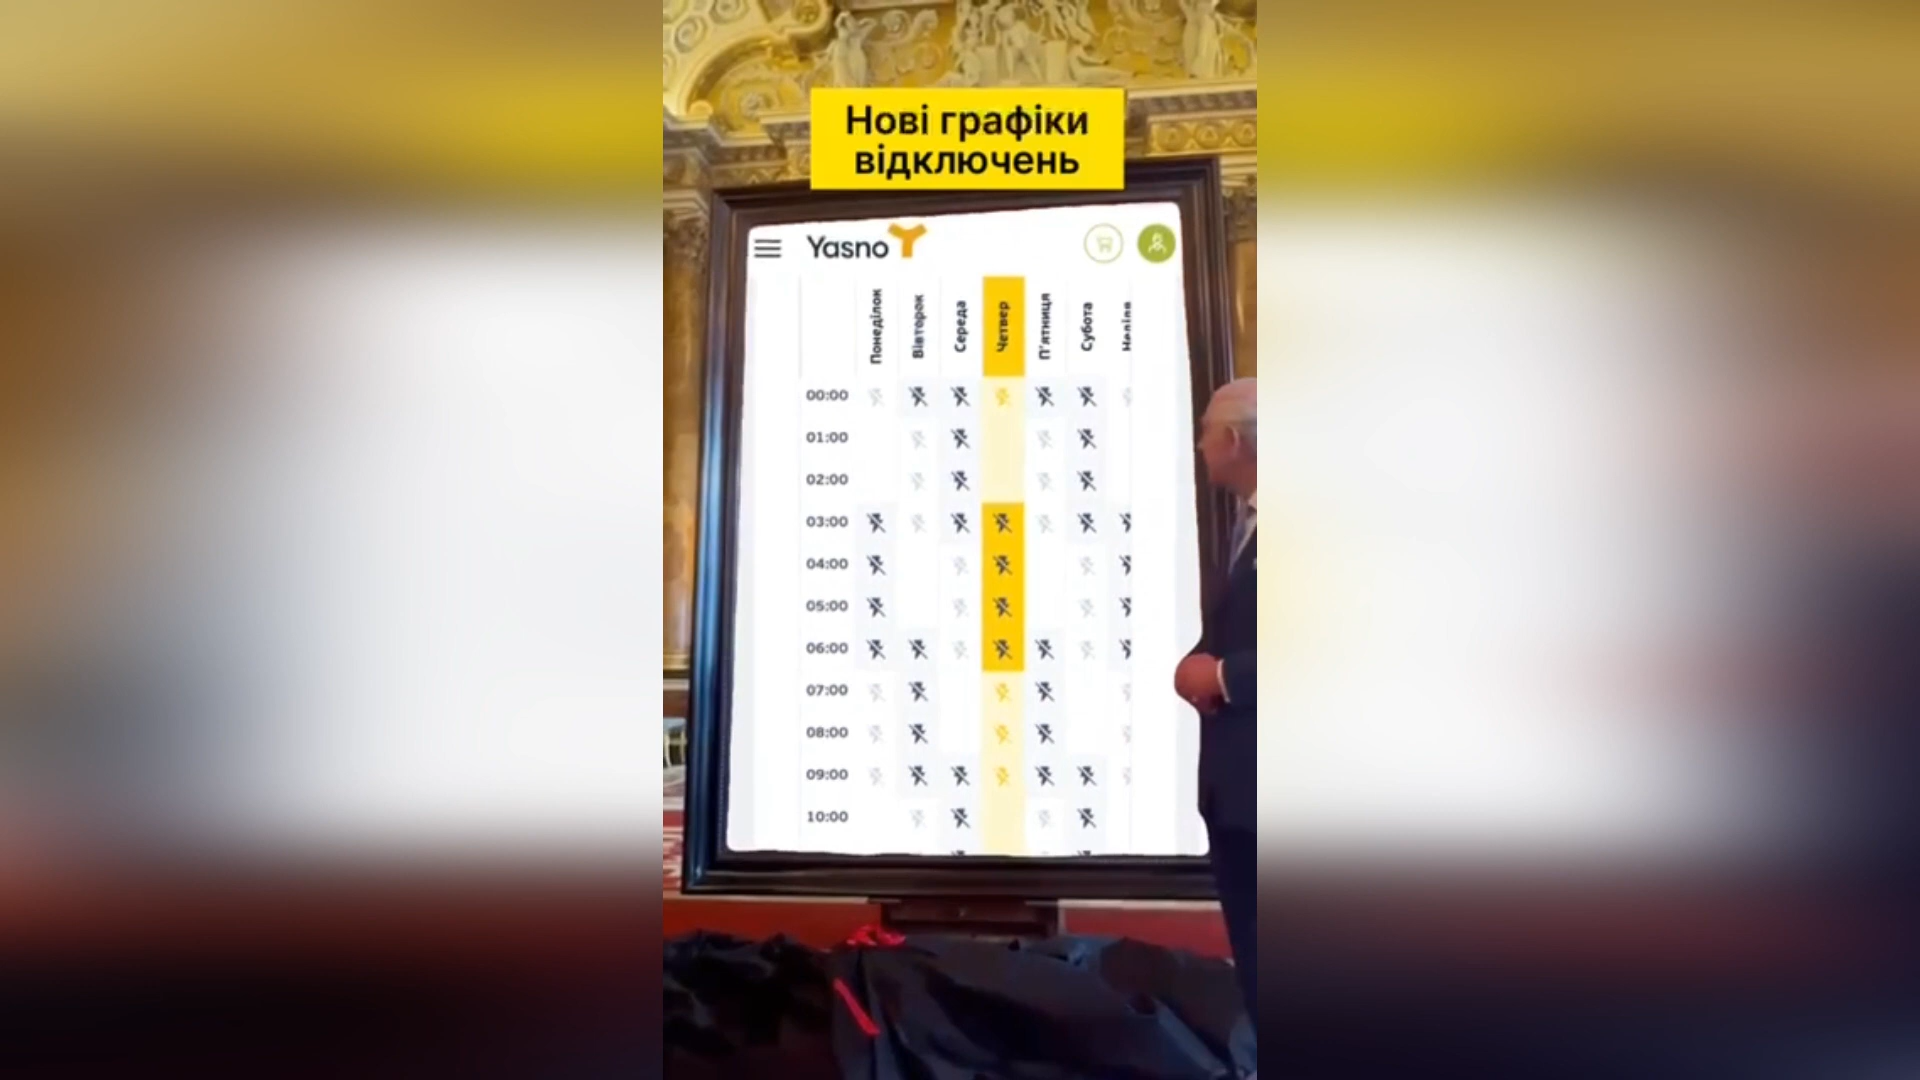 Нові графіки
відключень
Yasno
Понеділок
Вівторок
Середа
Четвер
П'ятниця
Субота
Неділя
00:00
01:00
02:00
03:00
04:00
05:00
06:00
07:00
08:00
09:00
10:00